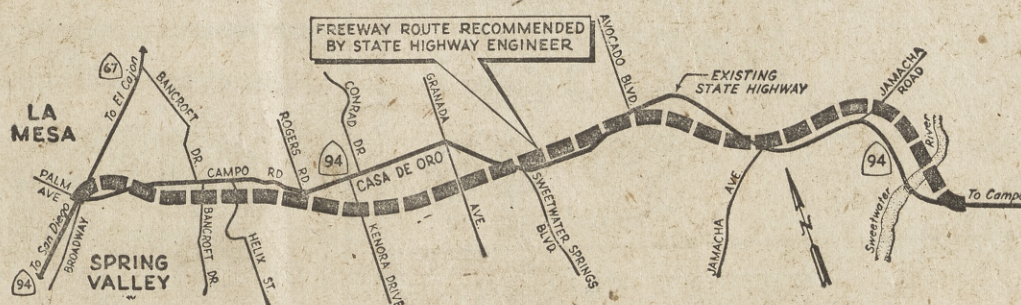 FREEWAY ROUTE RECOMMENDED
BY STATE HIGHWAY ENGINEER
67
To El Cajon
BANCROFT
DR.
LA
MESA
PALM
AVE
To San Diego
94
BROADWAY
SPRING
VALLEY
CAMPO RD
BANCROFT DR.
HELIX ST.
ROGERS
RD
94
CONRAD
DR.
CASA DE ORO
KENORA DRIVE
GRANADA
AVE.
SWEETWATER SPRINGS
BLVD.
AVOCADO BLVD.
EXISTING
STATE HIGHWAY
JAMACHA AVE.
N
JAMACHA
ROAD
94
Sweetwater
River
To Campo